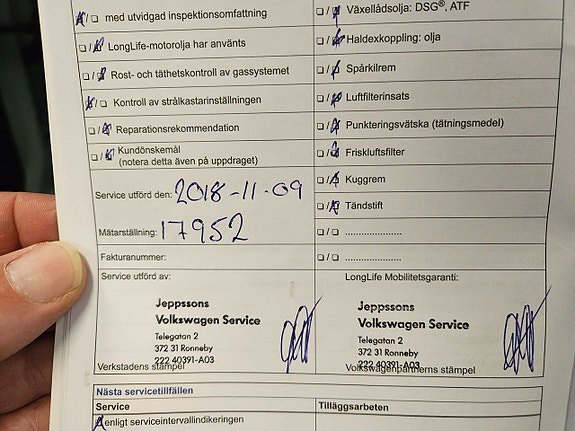 ☒/☐ med utvidgad inspektionsomfattning
☐/☒ LongLife-motorolja har använts
☐/☒ Rost- och täthetskontroll av gassystemet
☒/☐ Kontroll av strålkastarinställningen
☐/☒ Reparationsrekommendation
☐/☒ Kundönskemål
(notera detta även på uppdraget)
Service utförd den: 2018-11-09
Mätarställning: 17952
Fakturanummer:
Service utförd av:
Jeppssons
Volkswagen Service
Telegatan 2
372 31 Ronneby
222 40391-A03
Verkstadens stämpel
☐/☒ Växellådsolja: DSG®, ATF
☐/☒ Haldexkoppling: olja
☐/☒ Spårkilrem
☐/☒ Luftfilterinsats
☐/☒ Punkteringsvätska (tätningsmedel)
☐/☒ Friskluftsfilter
☐/☒ Kuggrem
☐/☒ Tändstift
☐/☐ .....................
☐/☐ .....................
LongLife Mobilitetsgaranti:
Jeppssons
Volkswagen Service
Telegatan 2
372 31 Ronneby
222 40391-A03
Volkswagenpartnerns stämpel
Nästa servicetillfällen
Service
Tilläggsarbeten
☒ enligt serviceintervallindikeringen